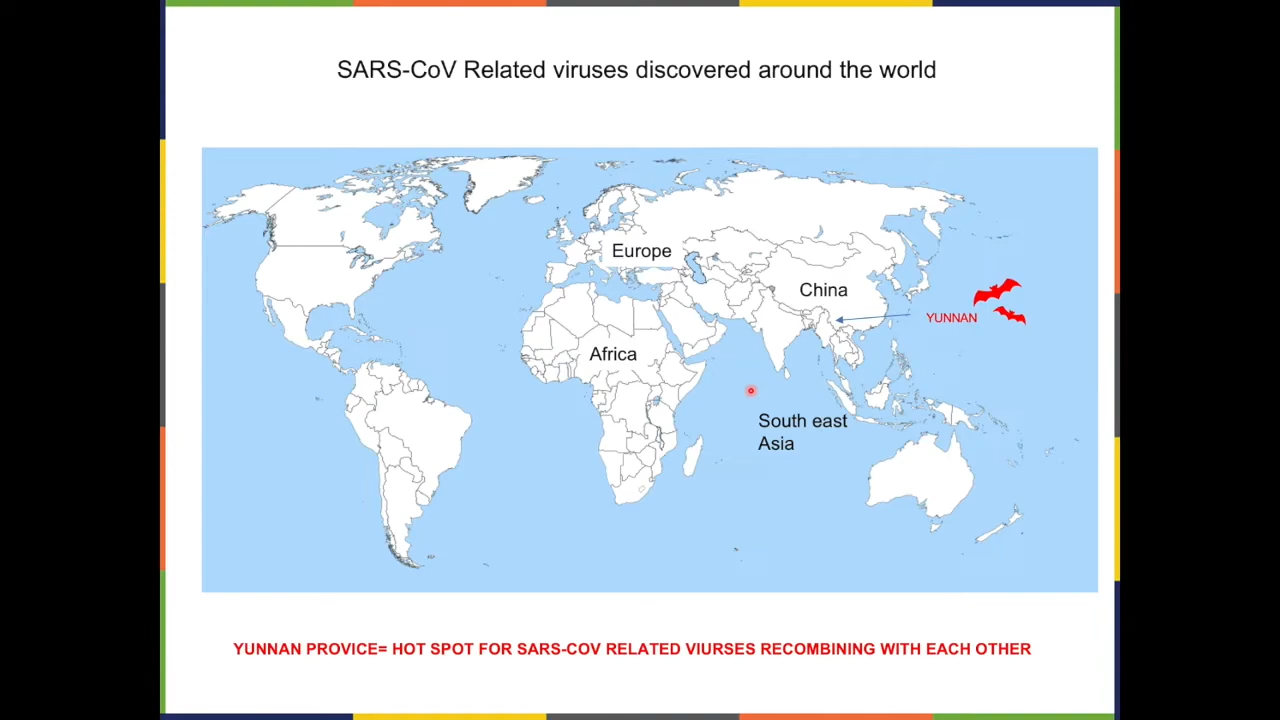 SARS-CoV Related viruses discovered around the world
Europe
China
YUNNAN
Africa
South east
Asia
YUNNAN PROVICE= HOT SPOT FOR SARS-COV RELATED VIURSES RECOMBINING WITH EACH OTHER